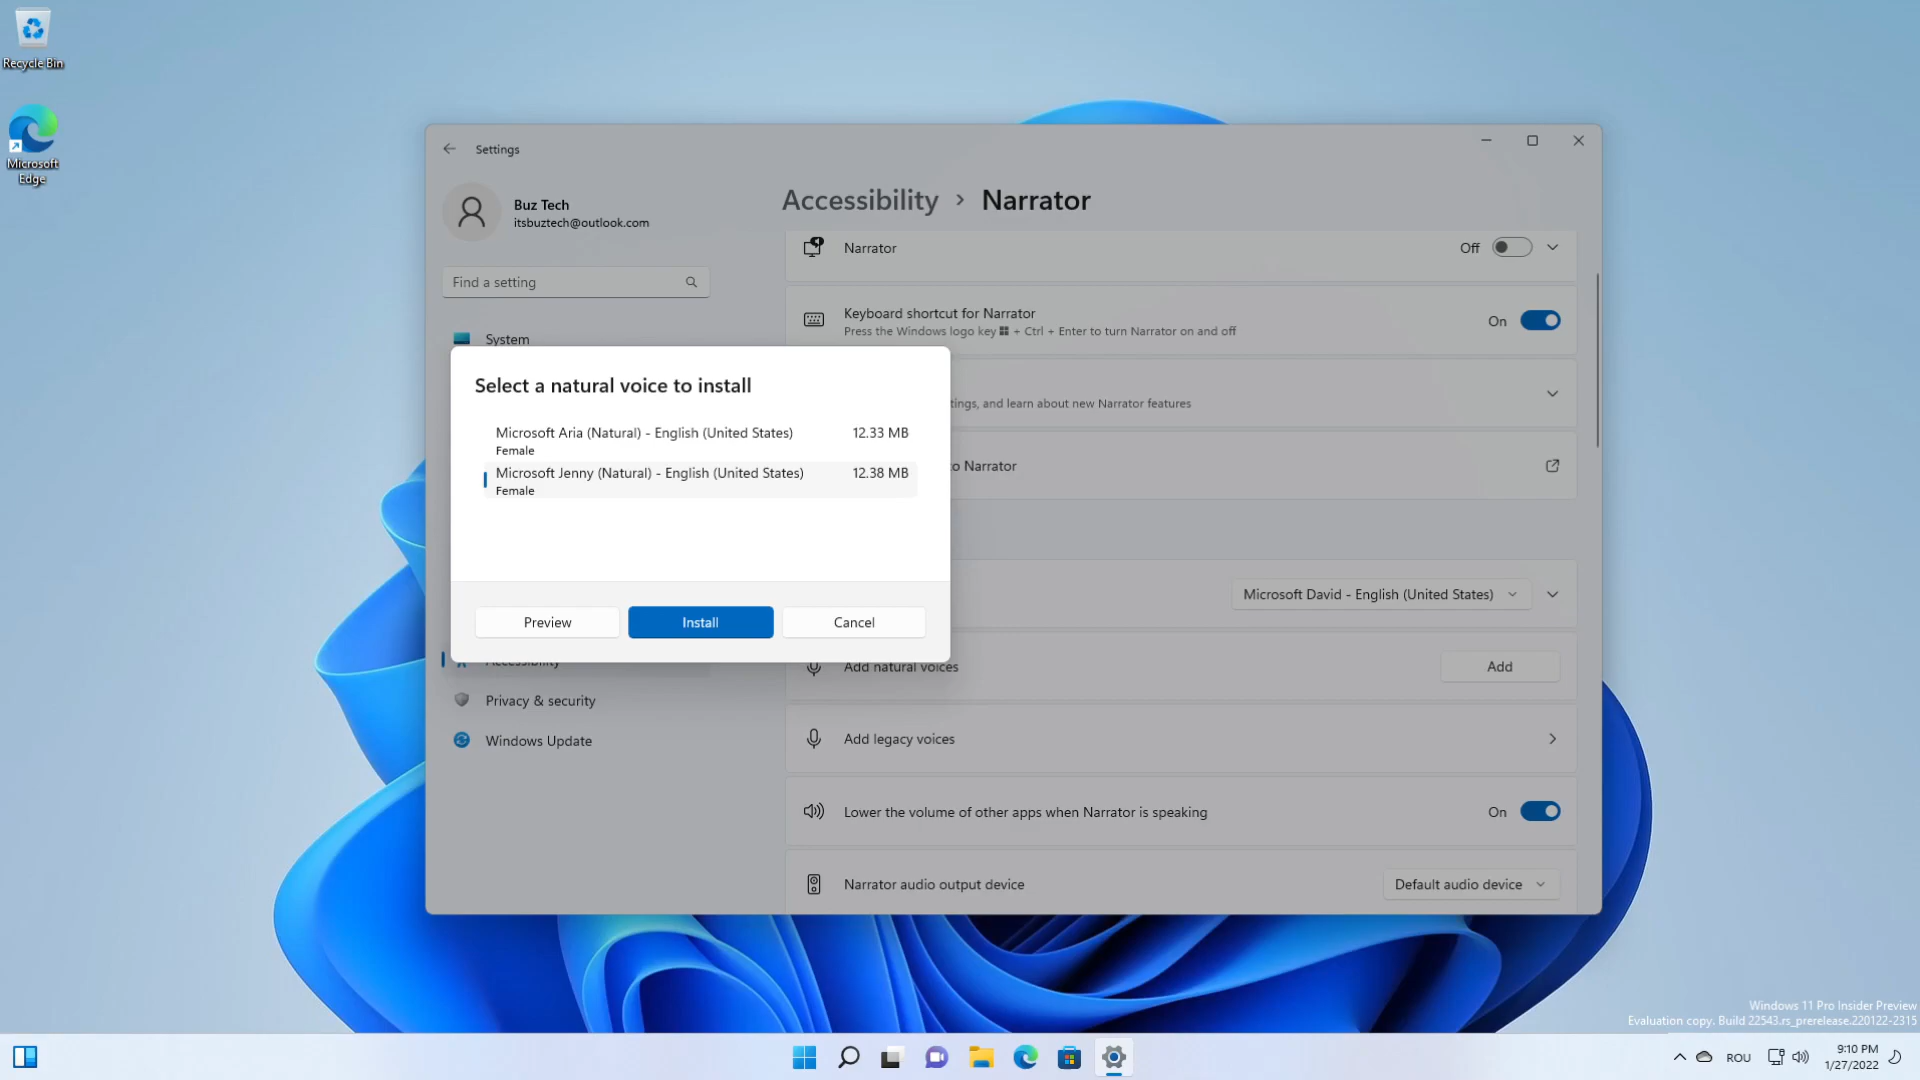 Recycle Bin
Microsoft
Edge
Settings
Buz Tech
itsbuztech@outlook.com
Find a setting
System
Accessibility
Privacy & security
Windows Update
Accessibility > Narrator
Narrator
Off
Keyboard shortcut for Narrator
Press the Windows logo key + Ctrl + Enter to turn Narrator on and off
On
and learn about new Narrator features
Narrator
Microsoft David - English (United States)
Add natural voices
Add
Add legacy voices
Lower the volume of other apps when Narrator is speaking
On
Narrator audio output device
Default audio device
Select a natural voice to install
Microsoft Aria (Natural) - English (United States) 12.33 MB
Female
Microsoft Jenny (Natural) - English (United States) 12.38 MB
Female
Preview
Install
Cancel
Windows 11 Pro Insider Preview
Evaluation copy. Build 22543.rs_prerelease.220122-2315
ROU
9:10 PM
1/27/2022